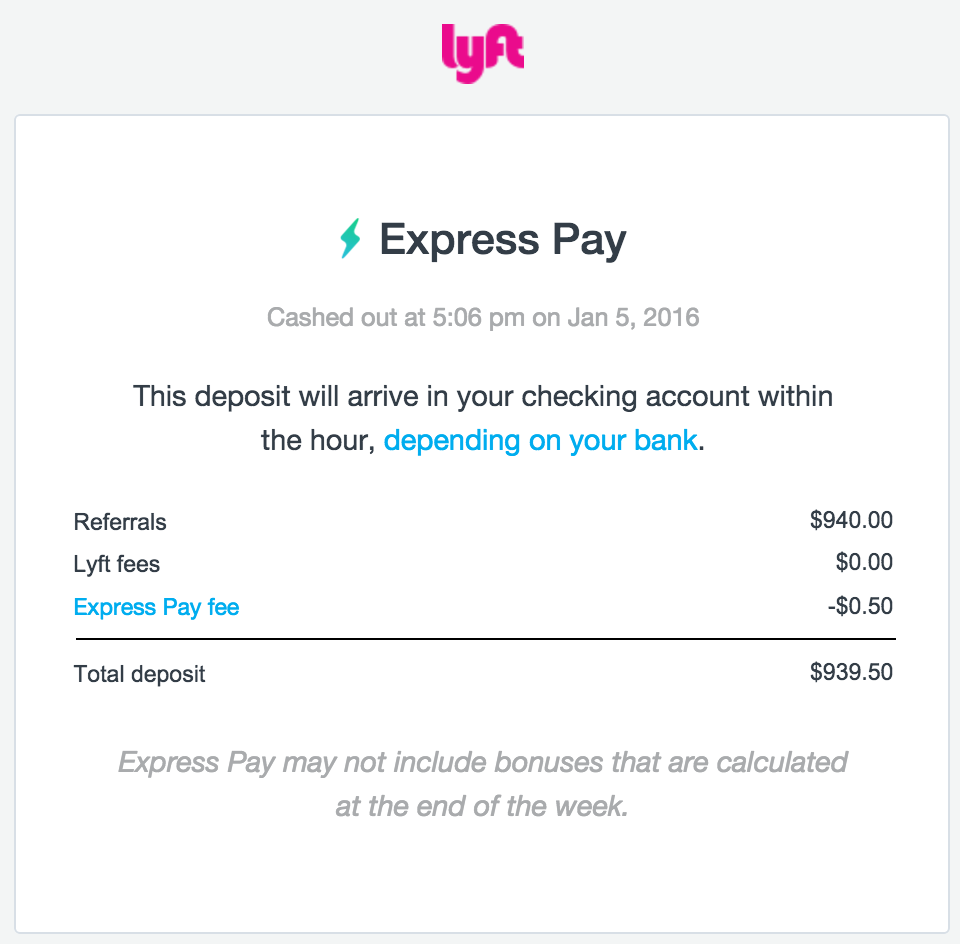 lyft
Express Pay
Cashed out at 5:06 pm on Jan 5, 2016
This deposit will arrive in your checking account within
the hour, depending on your bank.
Referrals $940.00
Lyft fees $0.00
Express Pay fee -$0.50
Total deposit $939.50
Express Pay may not include bonuses that are calculated
at the end of the week.